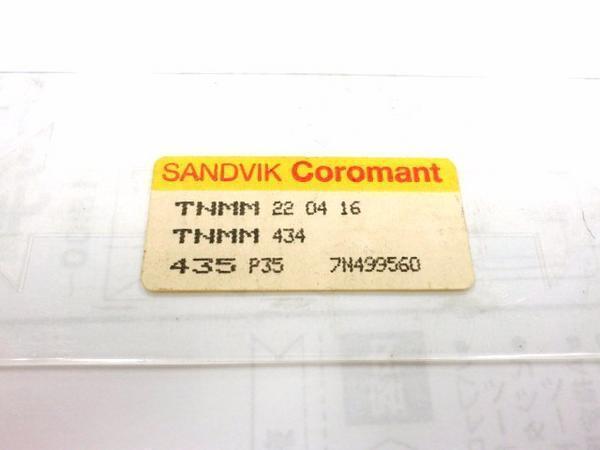 SANDVIK Coromant
TNMM 22 04 16
TNMM 434
435 P35 7N499560